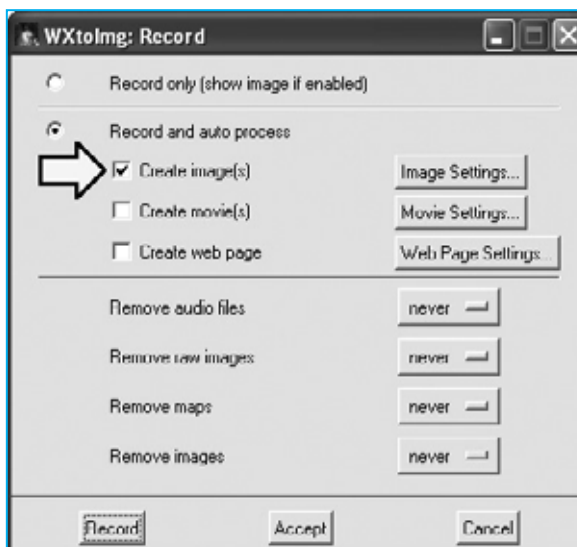 WXtoImg: Record
Record only (show image if enabled)
Record and auto process
Create image(s) Image Settings...
Create movie(s) Movie Settings...
Create web page Web Page Settings...
Remove audio files never
Remove raw images never
Remove maps never
Remove images never
Record Accept Cancel